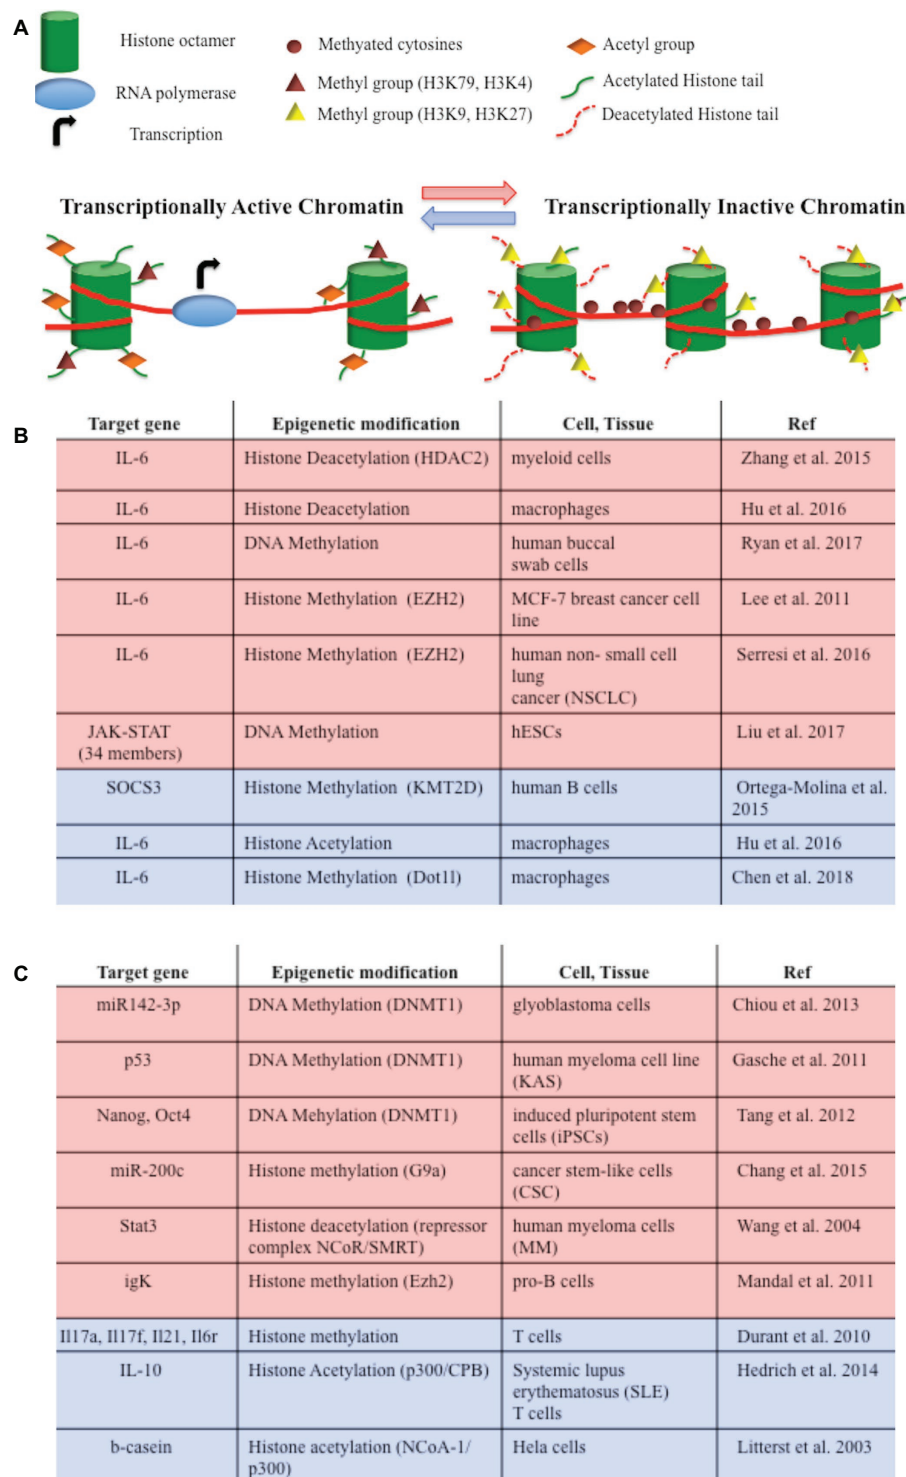 A
Histone octamer
Methyated cytosines
Acetyl group
RNA polymerase
Methyl group (H3K79, H3K4)
Acetylated Histone tail
Transcription
Methyl group (H3K9, H3K27)
Deacetylated Histone tail
Transcriptionally Active Chromatin
Transcriptionally Inactive Chromatin
B
Target gene Epigenetic modification Cell, Tissue Ref
IL-6 Histone Deacetylation (HDAC2) myeloid cells Zhang et al. 2015
IL-6 Histone Deacetylation macrophages Hu et al. 2016
IL-6 DNA Methylation human buccal Ryan et al. 2017
swab cells
IL-6 Histone Methylation (EZH2) MCF-7 breast cancer cell Lee et al. 2011
line
IL-6 Histone Methylation (EZH2) human non- small cell Serresi et al. 2016
lung
cancer (NSCLC)
JAK-STAT DNA Methylation hESCs Liu et al. 2017
(34 members)
SOCS3 Histone Methylation (KMT2D) human B cells Ortega-Molina et al.
2015
IL-6 Histone Acetylation macrophages Hu et al. 2016
IL-6 Histone Methylation (Dot1l) macrophages Chen et al. 2018
C
Target gene Epigenetic modification Cell, Tissue Ref
miR142-3p DNA Methylation (DNMT1) glyoblastoma cells Chiou et al. 2013
p53 DNA Methylation (DNMT1) human myeloma cell line Gasche et al. 2011
(KAS)
Nanog, Oct4 DNA Mehylation (DNMT1) induced pluripotent stem Tang et al. 2012
cells (iPSCs)
miR-200c Histone methylation (G9a) cancer stem-like cells Chang et al. 2015
(CSC)
Stat3 Histone deacetylation (repressor human myeloma cells Wang et al. 2004
complex NCoR/SMRT) (MM)
igK Histone methylation (Ezh2) pro-B cells Mandal et al. 2011
Il17a, Il17f, Il21, Il6r Histone methylation T cells Durant et al. 2010
IL-10 Histone Acetylation (p300/CPB) Systemic lupus Hedrich et al. 2014
erythematosus (SLE)
T cells
b-casein Histone acetylation (NCoA-1/ Hela cells Litterst et al. 2003
p300)